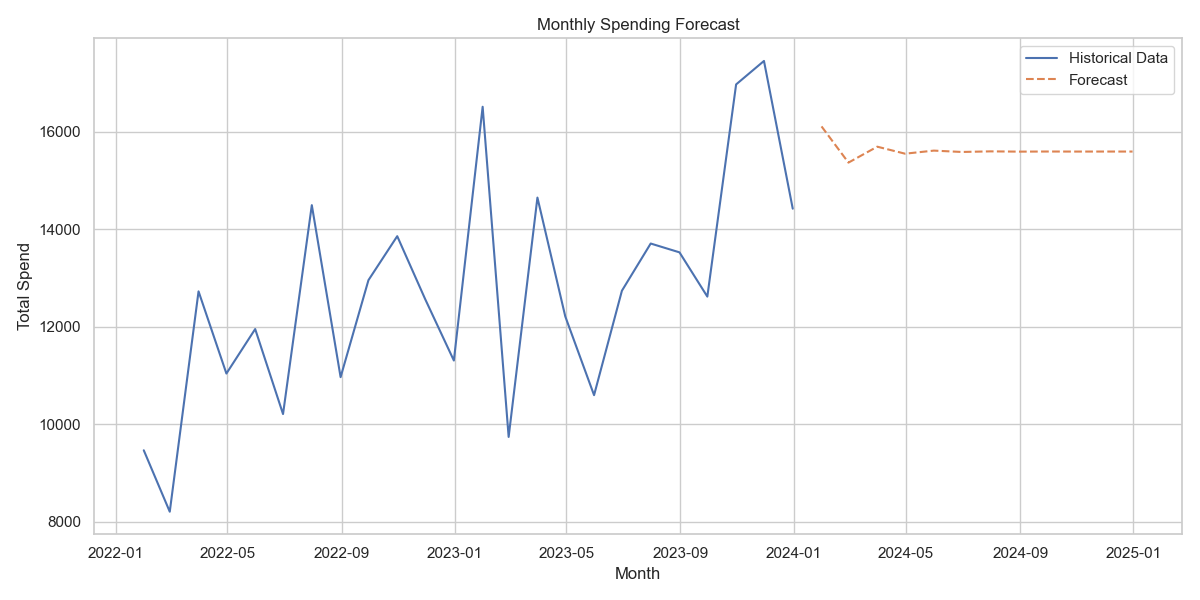 Monthly Spending Forecast
Historical Data
Forecast
16000
14000
12000
10000
8000
Total Spend
2022-01 2022-05 2022-09 2023-01 2023-05 2023-09 2024-01 2024-05 2024-09 2025-01
Month